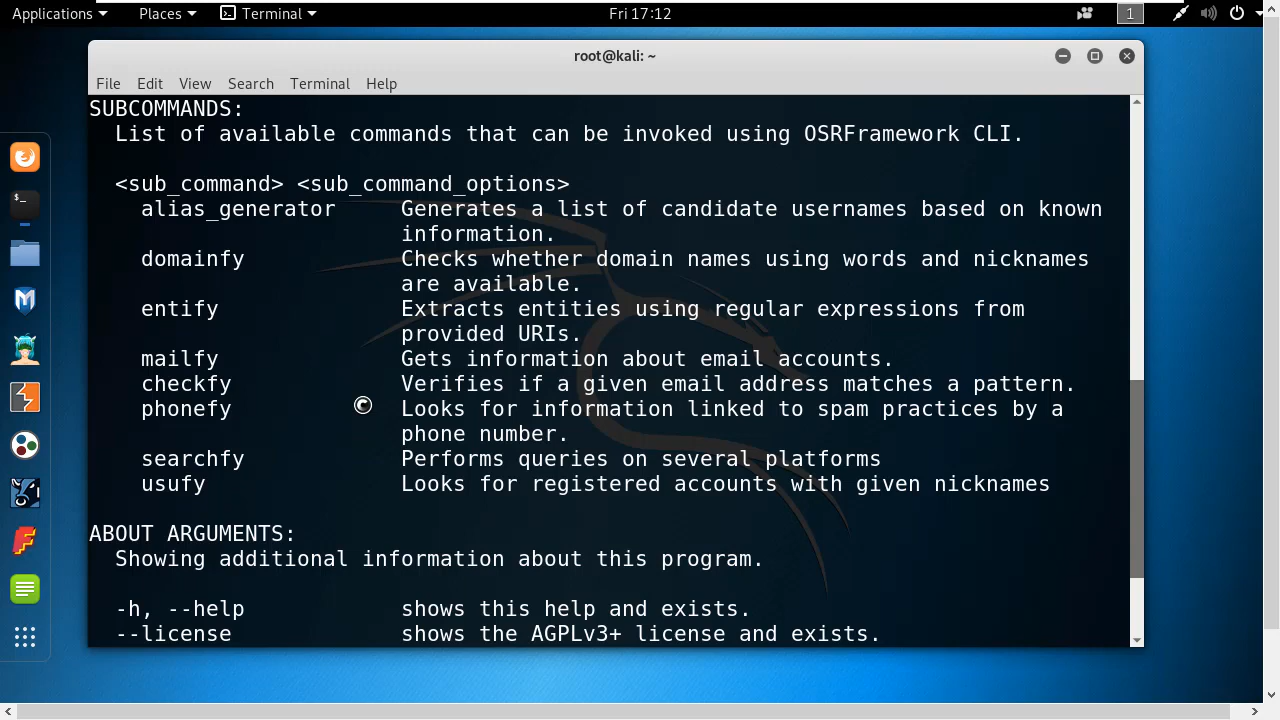 Applications Places Terminal Fri 17:12 1
root@kali: ~
File Edit View Search Terminal Help
SUBCOMMANDS:
List of available commands that can be invoked using OSRFramework CLI.
<sub_command> <sub_command_options>
alias_generator Generates a list of candidate usernames based on known
information.
domainfy Checks whether domain names using words and nicknames
are available.
entify Extracts entities using regular expressions from
provided URIs.
mailfy Gets information about email accounts.
checkfy Verifies if a given email address matches a pattern.
phonefy Looks for information linked to spam practices by a
phone number.
searchfy Performs queries on several platforms
usufy Looks for registered accounts with given nicknames
ABOUT ARGUMENTS:
Showing additional information about this program.
-h, --help shows this help and exists.
--license shows the AGPLv3+ license and exists.